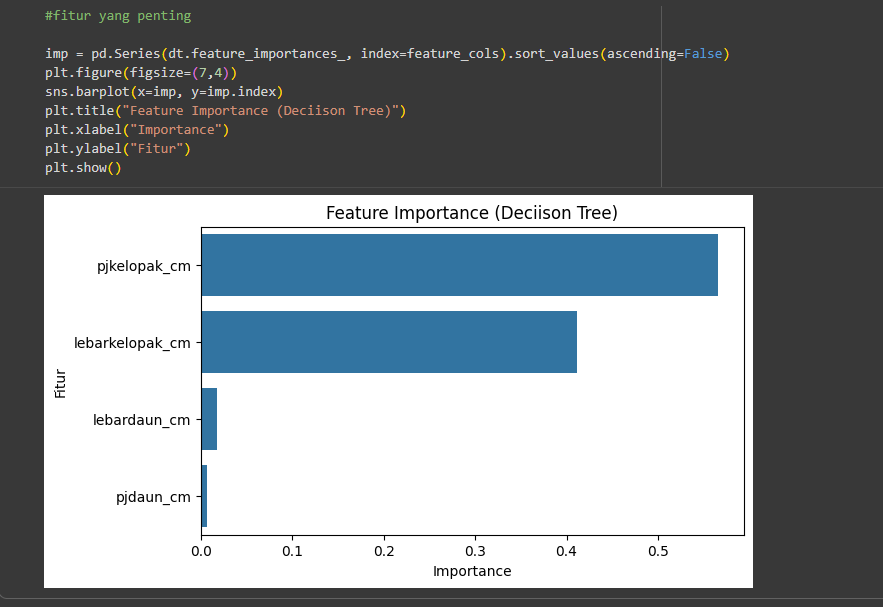 #fitur yang penting
imp = pd.Series(dt.feature_importances_, index=feature_cols).sort_values(ascending=False)
plt.figure(figsize=(7,4))
sns.barplot(x=imp, y=imp.index)
plt.title("Feature Importance (Deciison Tree)")
plt.xlabel("Importance")
plt.ylabel("Fitur")
plt.show()
Feature Importance (Deciison Tree)
pjkelopak_cm
lebarkelopak_cm
lebardaun_cm
pjdaun_cm
Fitur
0.0 0.1 0.2 0.3 0.4 0.5
Importance